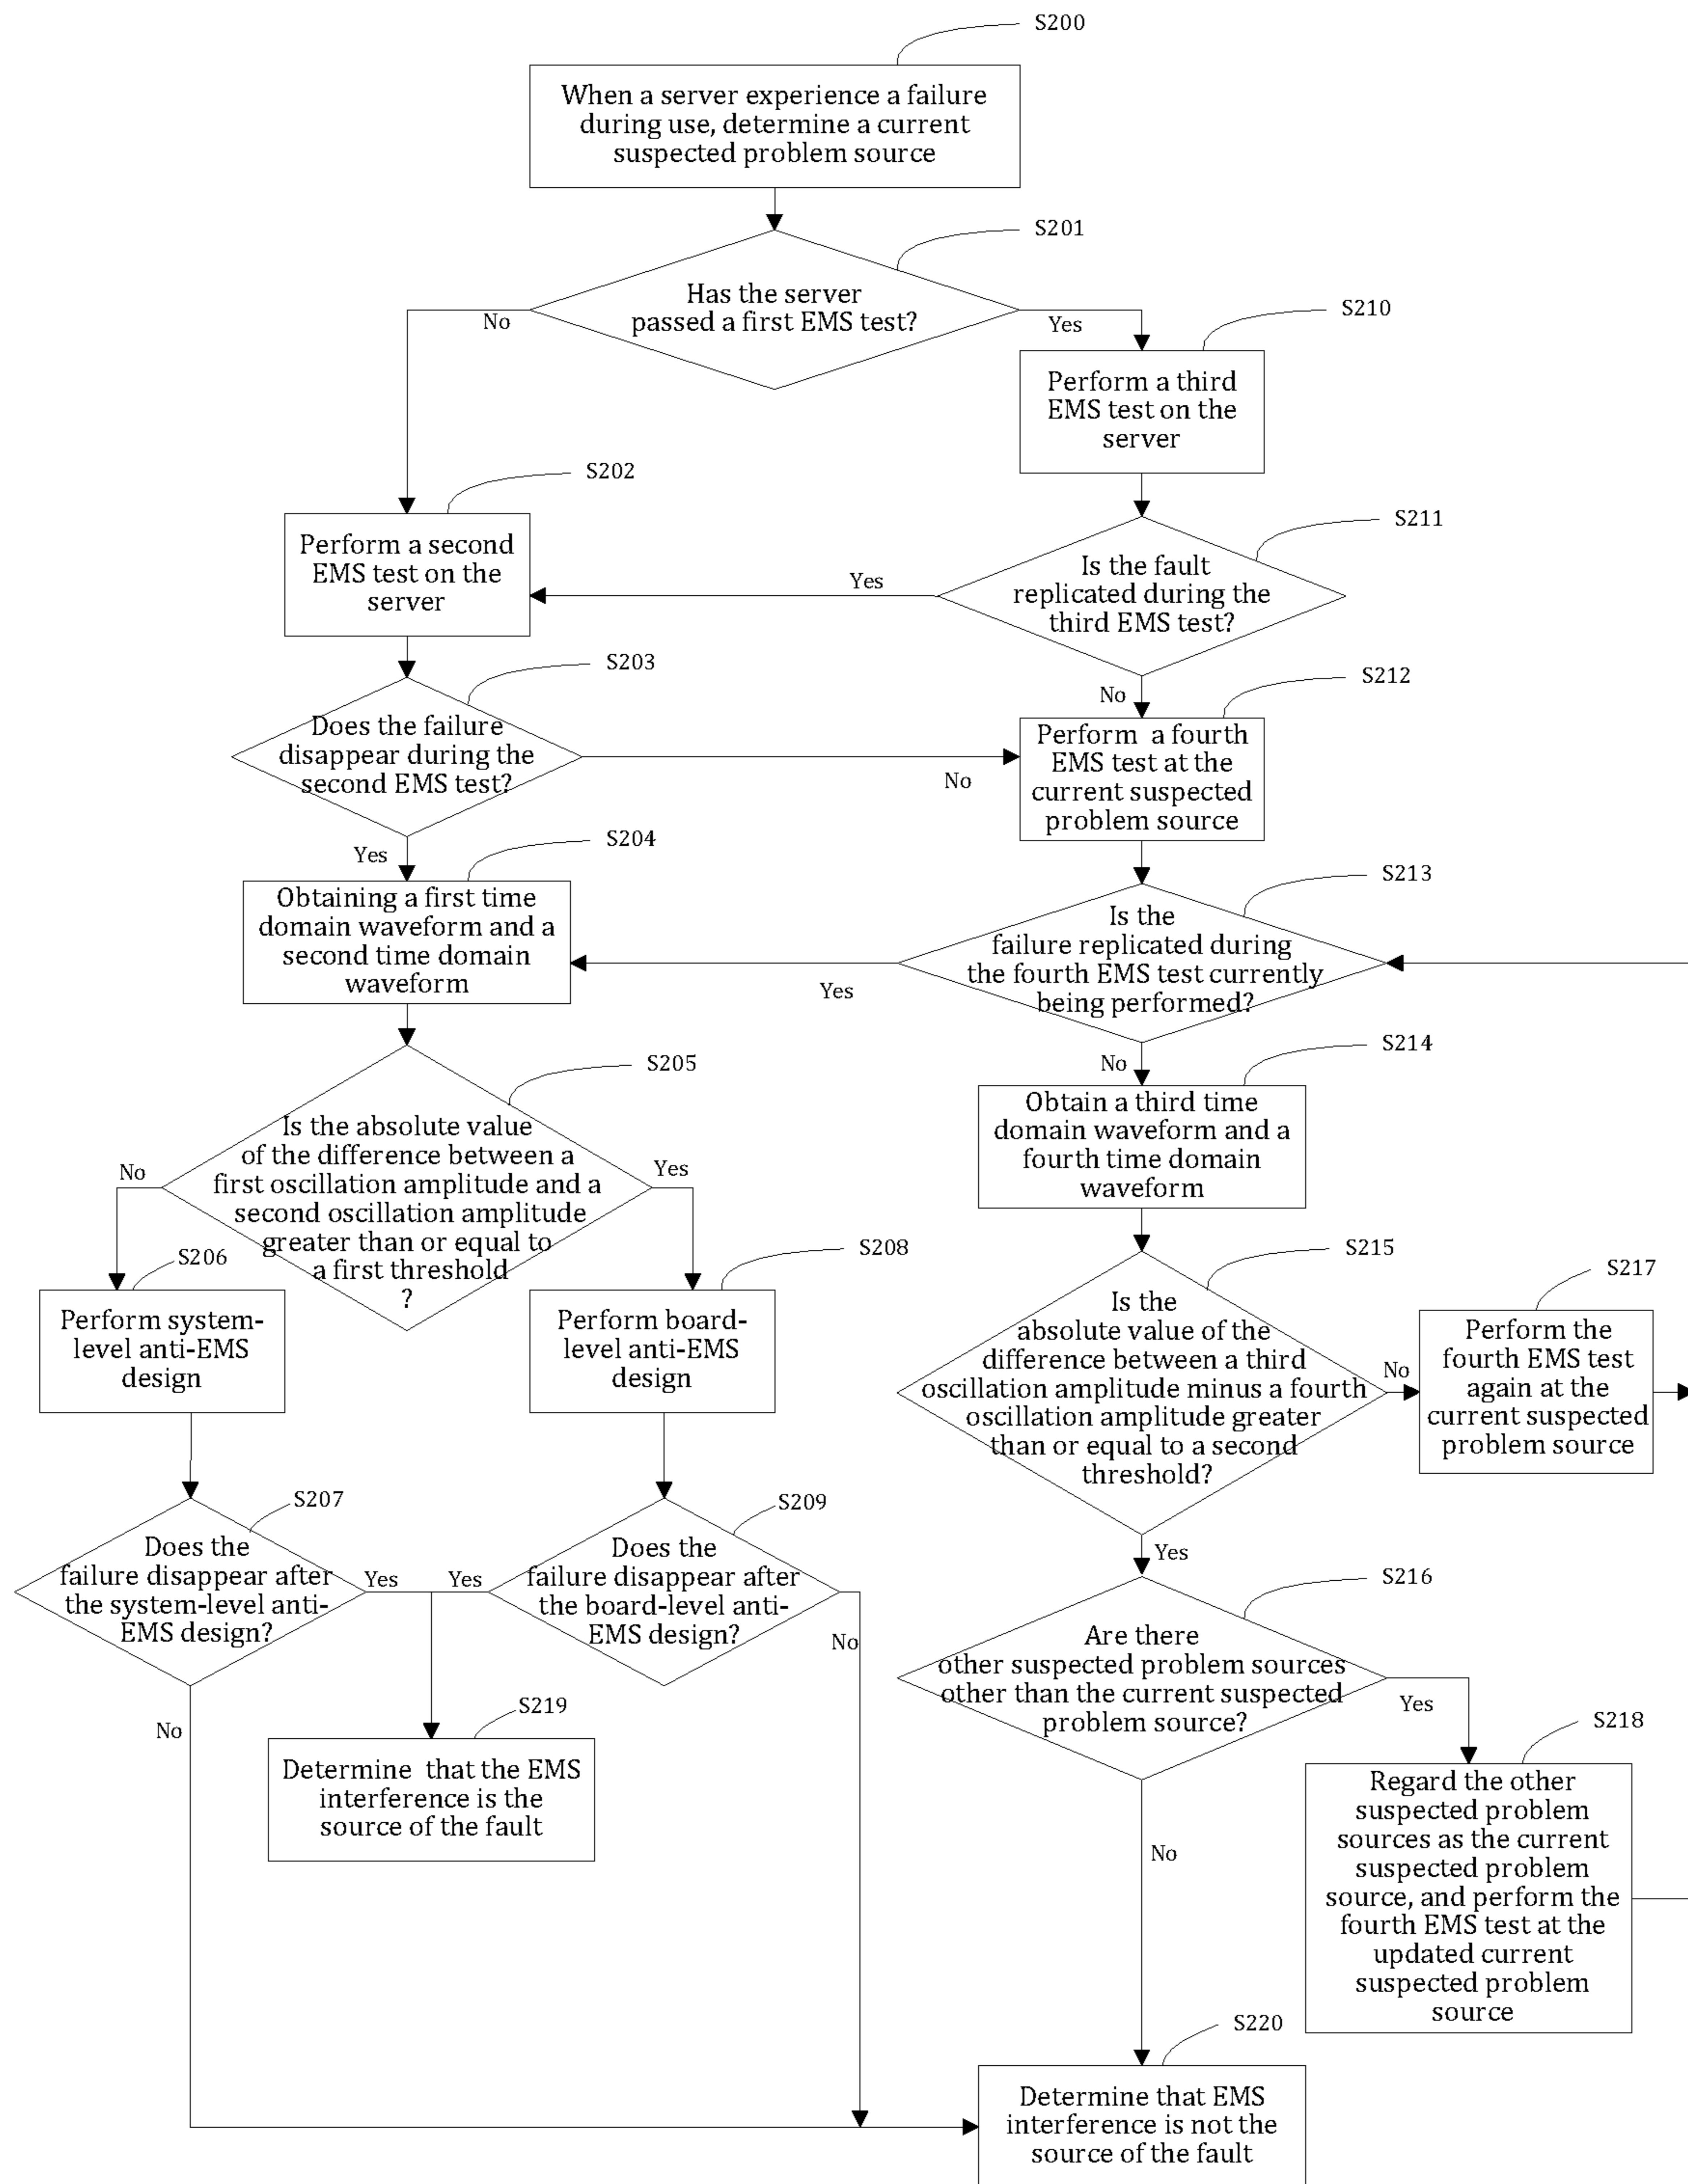 S200
When a server experience a failure
during use, determine a current
suspected problem source
S201
Has the server
passed a first EMS test?
No
Yes
S210
Perform a third
EMS test on the
server
S202
Perform a second
EMS test on the
server
S211
Is the fault
replicated during the
third EMS test?
Yes
No
S203
Does the failure
disappear during the
second EMS test?
No
Yes
S212
Perform a fourth
EMS test at the
current suspected
problem source
S204
Obtaining a first time
domain waveform and a
second time domain
waveform
S213
Is the
failure replicated during
the fourth EMS test currently
being performed?
Yes
No
S205
Is the absolute value
of the difference between a
first oscillation amplitude and a
second oscillation amplitude
greater than or equal to
a first threshold
?
No
Yes
S214
Obtain a third time
domain waveform and a
fourth time domain
waveform
S206
Perform system-
level anti-EMS
design
S208
Perform board-
level anti-EMS
design
S215
Is the
absolute value of the
difference between a third
oscillation amplitude minus a fourth
oscillation amplitude greater
than or equal to a second
threshold?
No
Yes
S217
Perform the
fourth EMS test
again at the
current suspected
problem source
S207
Does the
failure disappear after
the system-level anti-
EMS design?
Yes
No
S209
Does the
failure disappear after
the board-level anti-
EMS design?
Yes
No
S216
Are there
other suspected problem sources
other than the current suspected
problem source?
Yes
No
S219
Determine that the EMS
interference is the
source of the fault
S218
Regard the other
suspected problem
sources as the current
suspected problem
source, and perform the
fourth EMS test at the
updated current
suspected problem
source
S220
Determine that EMS
interference is not the
source of the fault